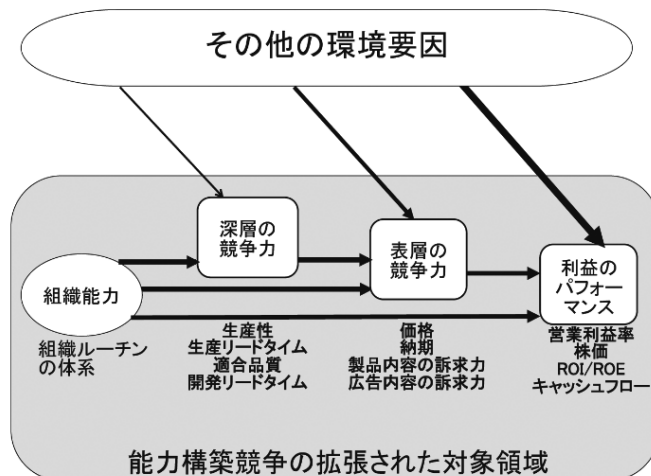 その他の環境要因
深層の
競争力
表層の
競争力
利益の
パフォー
マンス
組織能力
組織ルーチン
の体系
生産性
生産リードタイム
適合品質
開発リードタイム
価格
納期
製品内容の訴求力
広告内容の訴求力
営業利益率
株価
ROI/ROE
キャッシュフロー
能力構築競争の拡張された対象領域